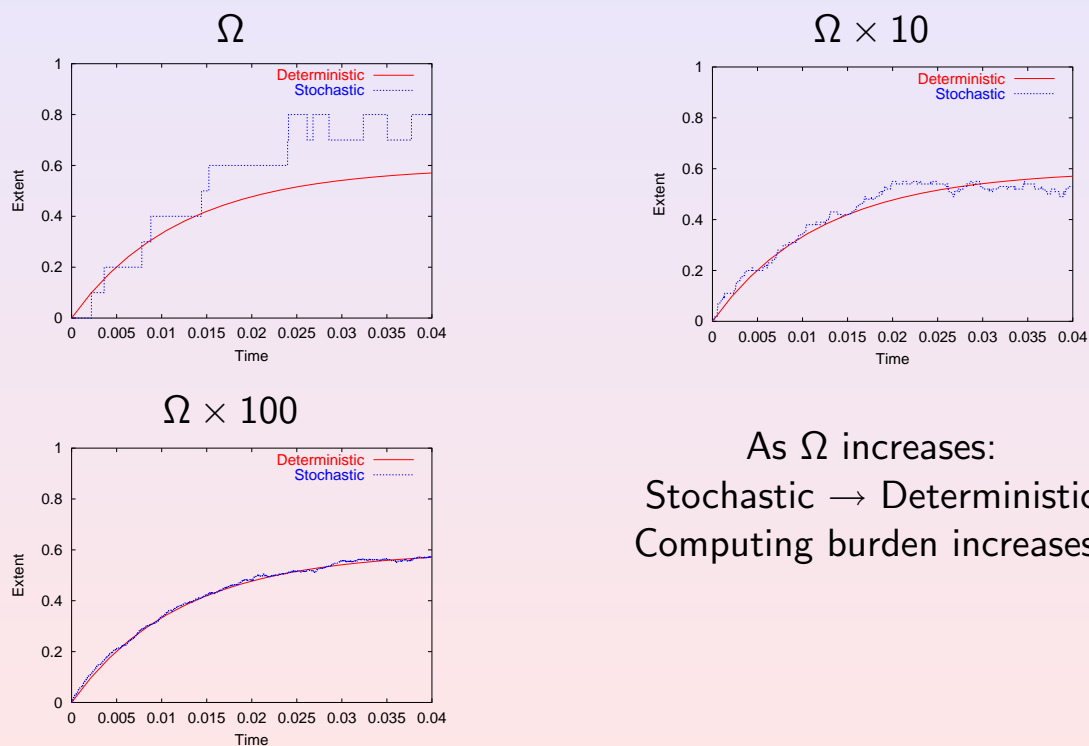 Ω
Deterministic
Stochastic
Extent
1
0.8
0.6
0.4
0.2
0
0 0.005 0.01 0.015 0.02 0.025 0.03 0.035 0.04
Time
Ω × 10
Deterministic
Stochastic
Extent
1
0.8
0.6
0.4
0.2
0
0 0.005 0.01 0.015 0.02 0.025 0.03 0.035 0.04
Time
Ω × 100
Deterministic
Stochastic
Extent
1
0.8
0.6
0.4
0.2
0
0 0.005 0.01 0.015 0.02 0.025 0.03 0.035 0.04
Time
As Ω increases:
Stochastic → Deterministic
Computing burden increases